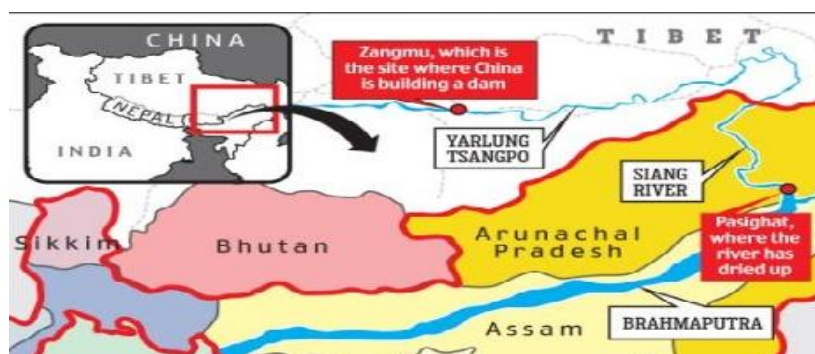 CHINA
TIBET
NEPAL
INDIA
TIBET
Zangmu, which is
the site where China
is building a dam
YARLUNG
TSANGPO
SIANG
RIVER
Pasighat,
where the
river has
dried up
Sikkim
Bhutan
Arunachal
Pradesh
Assam
BRAHMAPUTRA